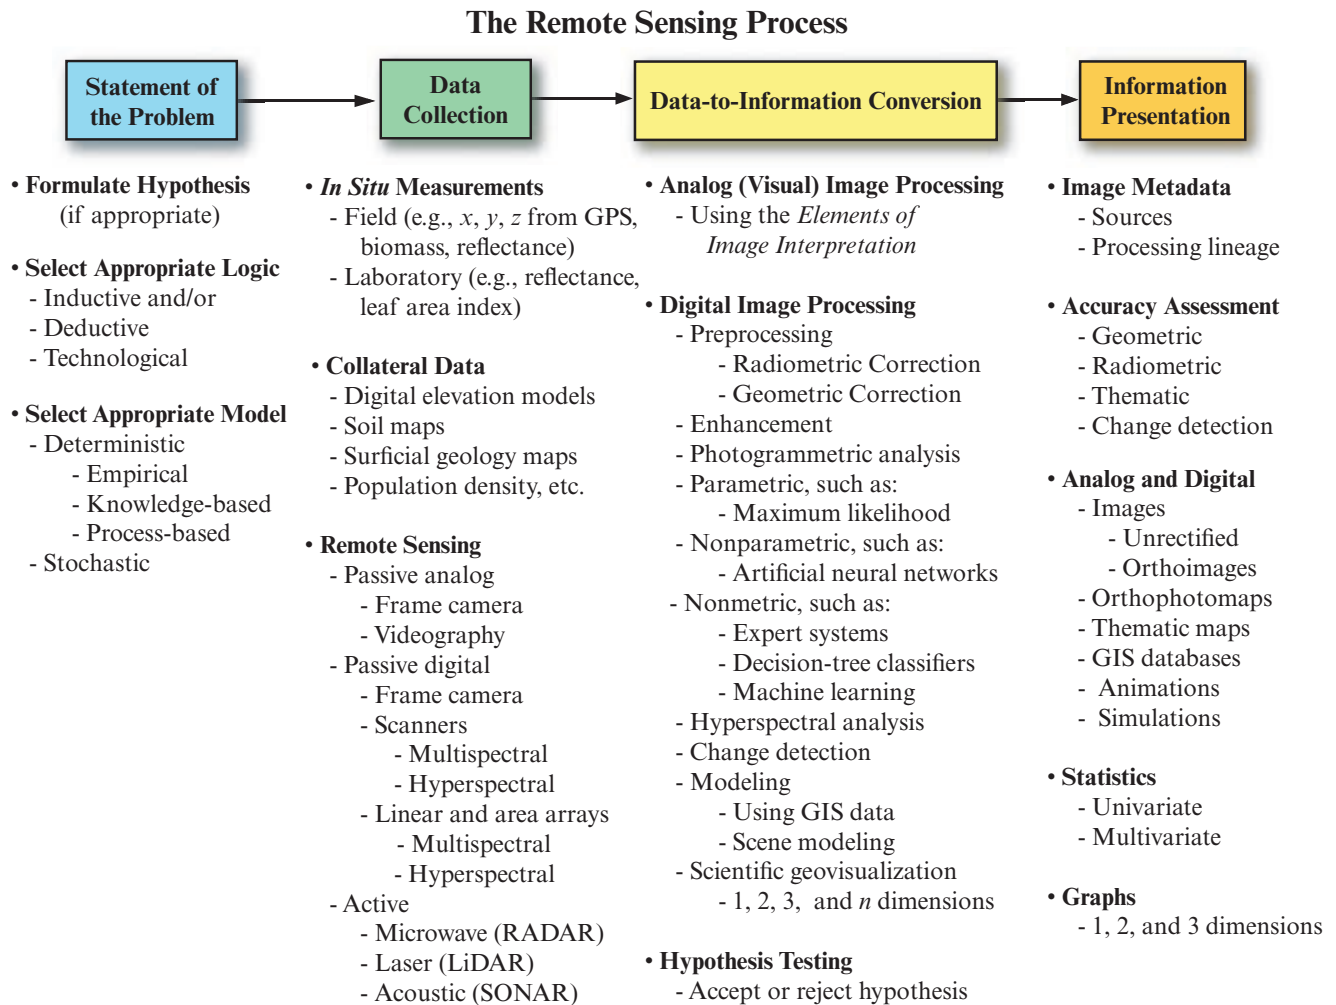 The Remote Sensing Process
Statement of
the Problem
Data
Collection
Data-to-Information Conversion
Information
Presentation
• Formulate Hypothesis
(if appropriate)
• Select Appropriate Logic
- Inductive and/or
- Deductive
- Technological
• Select Appropriate Model
- Deterministic
- Empirical
- Knowledge-based
- Process-based
- Stochastic
• In Situ Measurements
- Field (e.g., x, y, z from GPS,
biomass, reflectance)
- Laboratory (e.g., reflectance,
leaf area index)
• Collateral Data
- Digital elevation models
- Soil maps
- Surficial geology maps
- Population density, etc.
• Remote Sensing
- Passive analog
- Frame camera
- Videography
- Passive digital
- Frame camera
- Scanners
- Multispectral
- Hyperspectral
- Linear and area arrays
- Multispectral
- Hyperspectral
- Active
- Microwave (RADAR)
- Laser (LiDAR)
- Acoustic (SONAR)
• Analog (Visual) Image Processing
- Using the Elements of
Image Interpretation
• Digital Image Processing
- Preprocessing
- Radiometric Correction
- Geometric Correction
- Enhancement
- Photogrammetric analysis
- Parametric, such as:
- Maximum likelihood
- Nonparametric, such as:
- Artificial neural networks
- Nonmetric, such as:
- Expert systems
- Decision-tree classifiers
- Machine learning
- Hyperspectral analysis
- Change detection
- Modeling
- Using GIS data
- Scene modeling
- Scientific geovisualization
- 1, 2, 3, and n dimensions
• Hypothesis Testing
- Accept or reject hypothesis
• Image Metadata
- Sources
- Processing lineage
• Accuracy Assessment
- Geometric
- Radiometric
- Thematic
- Change detection
• Analog and Digital
- Images
- Unrectified
- Orthoimages
- Orthophotomaps
- Thematic maps
- GIS databases
- Animations
- Simulations
• Statistics
- Univariate
- Multivariate
• Graphs
- 1, 2, and 3 dimensions